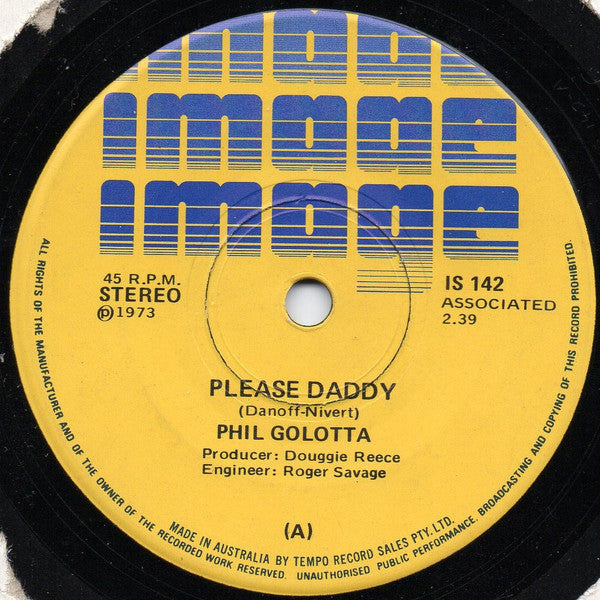 image
image
image
45 R.P.M.
STEREO
Ⓟ1973
IS 142
ASSOCIATED
2.39
PLEASE DADDY
(Danoff-Nivert)
PHIL GOLOTTA
Producer: Douggie Reece
Engineer: Roger Savage
(A)
MADE IN AUSTRALIA BY TEMPO RECORD SALES PTY. LTD.
ALL RIGHTS OF THE MANUFACTURER AND OF THE OWNER OF THE RECORDED WORK RESERVED. UNAUTHORISED PUBLIC PERFORMANCE, BROADCASTING AND COPYING OF THIS RECORD PROHIBITED.